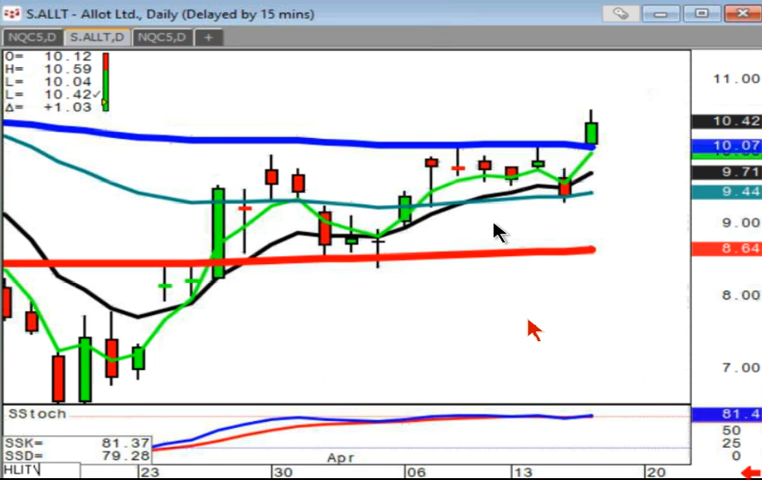 S.ALLT - Allot Ltd., Daily (Delayed by 15 mins)
NQC5,D S.ALLT,D NQC5,D +
O= 10.12
H= 10.59
L= 10.04
L= 10.42✓
Δ= +1.03
11.00
10.42
10.07
9.71
9.44
9.00
8.64
8.00
7.00
SStoch
81.4
50
25
0
SSK= 81.37
SSD= 79.28
Apr
HLIT\
23 30 06 13 20